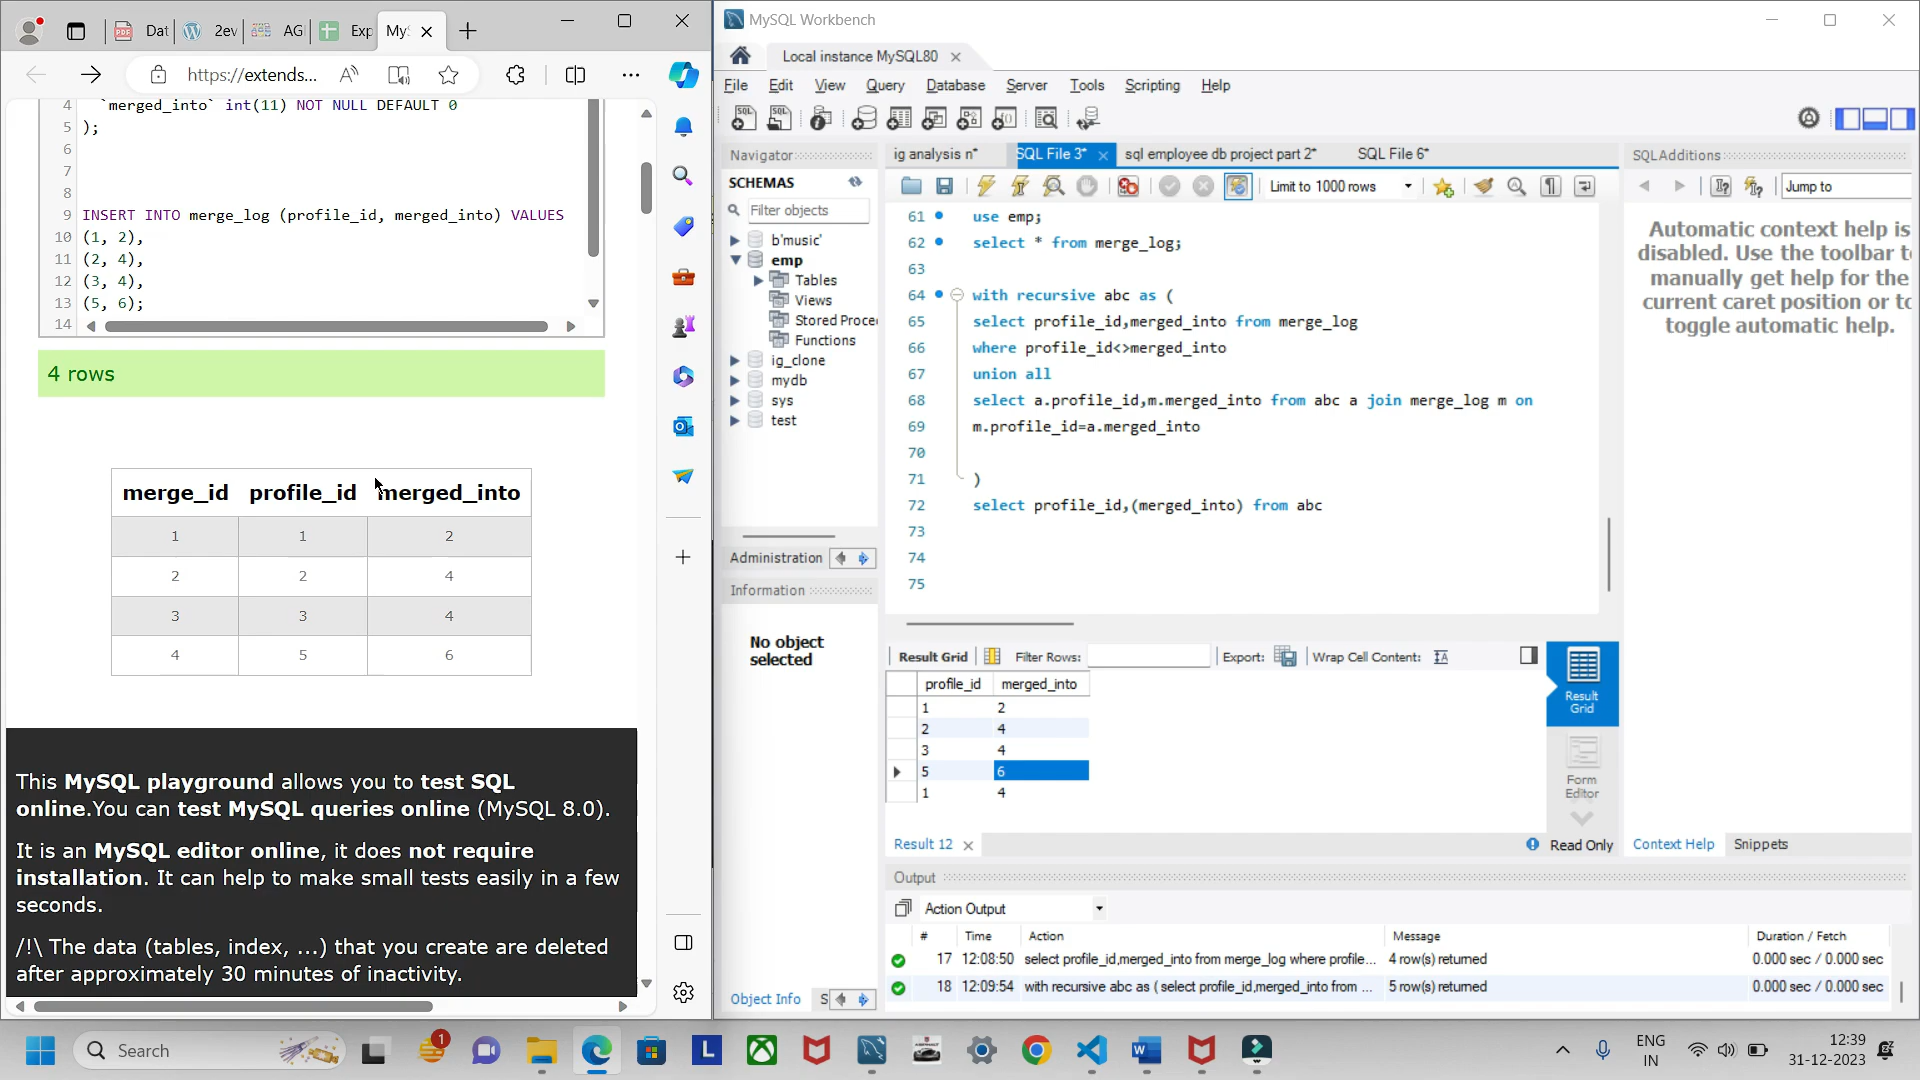 Dat
2ev
AGI
Exp
MyS
https://extends...
4 `merged_into` int(11) NOT NULL DEFAULT 0
5 );
6
7
8
9 INSERT INTO merge_log (profile_id, merged_into) VALUES
10 (1, 2),
11 (2, 4),
12 (3, 4),
13 (5, 6);
14
4 rows
merge_id profile_id merged_into
1 1 2
2 2 4
3 3 4
4 5 6
This MySQL playground allows you to test SQL
online.You can test MySQL queries online (MySQL 8.0).
It is an MySQL editor online, it does not require
installation. It can help to make small tests easily in a few
seconds.
/!\ The data (tables, index, ...) that you create are deleted
after approximately 30 minutes of inactivity.
MySQL Workbench
Local instance MySQL80
File Edit View Query Database Server Tools Scripting Help
Navigator
SCHEMAS
Filter objects
b'music'
emp
Tables
Views
Stored Proce
Functions
ig_clone
mydb
sys
test
Administration
Information
No object
selected
Object Info S
ig analysis n* SQL File 3* sql employee db project part 2* SQL File 6*
Limit to 1000 rows
61 use emp;
62 select * from merge_log;
63
64 with recursive abc as (
65 select profile_id,merged_into from merge_log
66 where profile_id<>merged_into
67 union all
68 select a.profile_id,m.merged_into from abc a join merge_log m on
69 m.profile_id=a.merged_into
70
71 )
72 select profile_id,(merged_into) from abc
73
74
75
Result Grid Filter Rows: Export: Wrap Cell Content:
profile_id merged_into
1 2
2 4
3 4
5 6
1 4
Result
Grid
Form
Editor
Result 12
Read Only
Output
Action Output
# Time Action Message Duration / Fetch
17 12:08:50 select profile_id,merged_into from merge_log where profile... 4 row(s) returned 0.000 sec / 0.000 sec
18 12:09:54 with recursive abc as ( select profile_id,merged_into from ... 5 row(s) returned 0.000 sec / 0.000 sec
SQLAdditions
Jump to
Automatic context help is
disabled. Use the toolbar to
manually get help for the
current caret position or to
toggle automatic help.
Context Help Snippets
Search
1
ENG
IN
12:39
31-12-2023